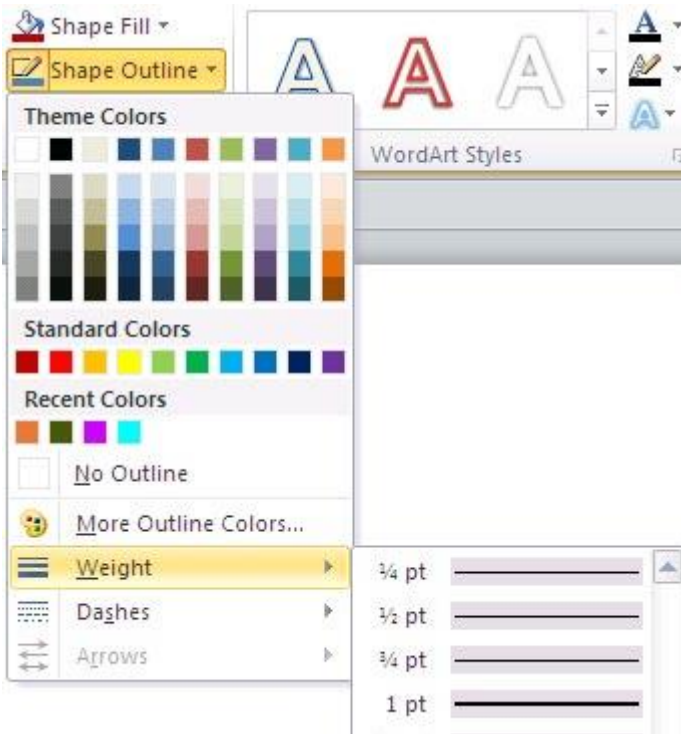 Shape Fill
Shape Outline
A A A A
A
WordArt Styles
Theme Colors
Standard Colors
Recent Colors
No Outline
More Outline Colors...
Weight
Dashes
Arrows
¼ pt
½ pt
¾ pt
1 pt